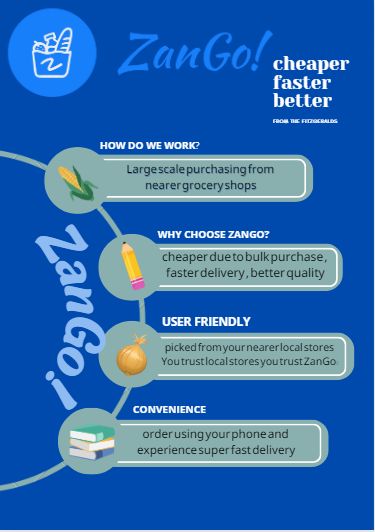 ZanGo!
cheaper
faster
better
FROM THE FITZGERALDS
HOW DO WE WORK?
Large scale purchasing from
nearer grocery shops
WHY CHOOSE ZANGO?
cheaper due to bulk purchase,
faster delivery, better quality
ZanGo!
USER FRIENDLY
picked from your nearer local stores
You trust local stores you trust ZanGo.
CONVENIENCE
order using your phone and
experience super fast delivery